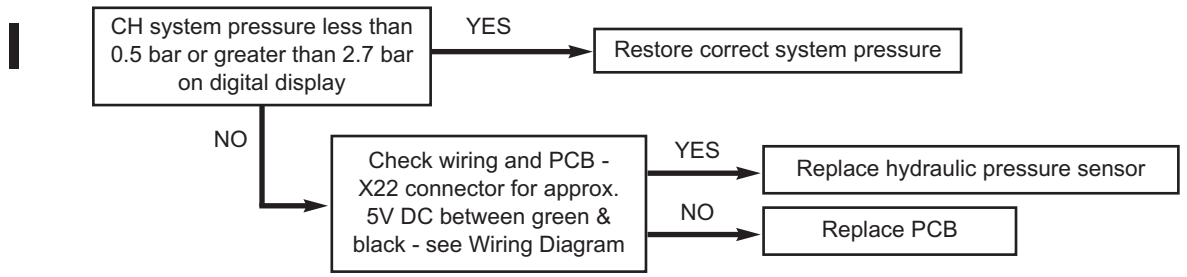 CH system pressure less than
0.5 bar or greater than 2.7 bar
on digital display
YES
Restore correct system pressure
NO
Check wiring and PCB -
X22 connector for approx.
5V DC between green &
black - see Wiring Diagram
YES
Replace hydraulic pressure sensor
NO
Replace PCB